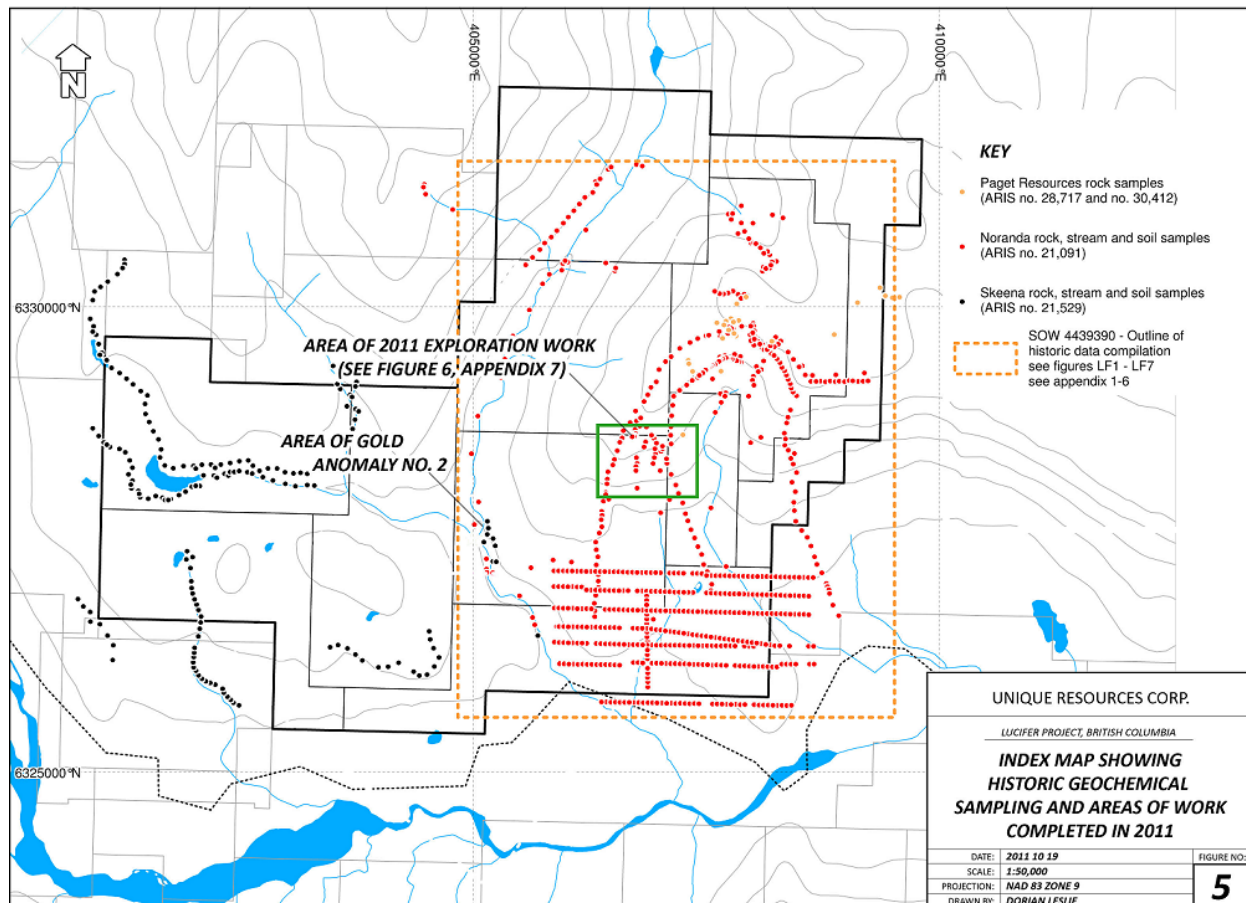 N
405000°E
410000°E
6330000°N
6325000°N
AREA OF 2011 EXPLORATION WORK
(SEE FIGURE 6, APPENDIX 7)
AREA OF GOLD
ANOMALY NO. 2
KEY
Paget Resources rock samples
(ARIS no. 28,717 and no. 30,412)
Noranda rock, stream and soil samples
(ARIS no. 21,091)
Skeena rock, stream and soil samples
(ARIS no. 21,529)
SOW 4439390 - Outline of
historic data compilation
see figures LF1 - LF7
see appendix 1-6
UNIQUE RESOURCES CORP.
LUCIFER PROJECT, BRITISH COLUMBIA
INDEX MAP SHOWING
HISTORIC GEOCHEMICAL
SAMPLING AND AREAS OF WORK
COMPLETED IN 2011
DATE: 2011 10 19
FIGURE NO:
SCALE: 1:50,000
PROJECTION: NAD 83 ZONE 9
5
DRAWN BY: DORIAN LESLIE